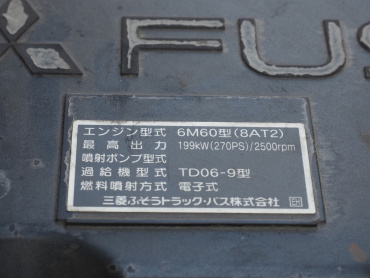 FUS
エンジン型式 6M60型(8AT2)
最高出力 199kW(270PS)/2500rpm
噴射ポンプ型式
過給機型式 TD06-9型
燃料噴射方式 電子式
三菱ふそうトラック・バス株式会社